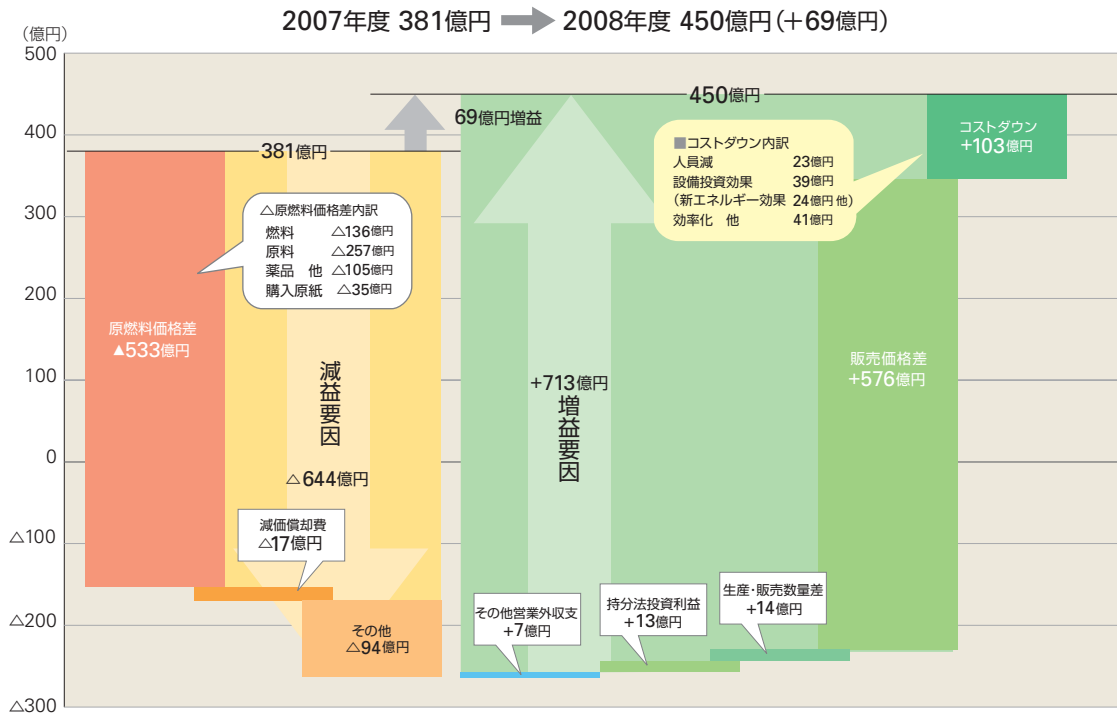 2007年度 381億円 2008年度 450億円(+69億円)
(億円)
500
400
300
200
100
0
△100
△200
△300
381億円
69億円増益
450億円
△原燃料価格差内訳
燃料 △136億円
原料 △257億円
薬品 他 △105億円
購入原紙 △35億円
原燃料価格差
▲533億円
減益要因
△644億円
減価償却費
△17億円
その他
△94億円
+713億円
増益要因
その他営業外収支
+7億円
持分法投資利益
+13億円
生産・販売数量差
+14億円
販売価格差
+576億円
■コストダウン内訳
人員減 23億円
設備投資効果 39億円
(新エネルギー効果 24億円 他)
効率化 他 41億円
コストダウン
+103億円